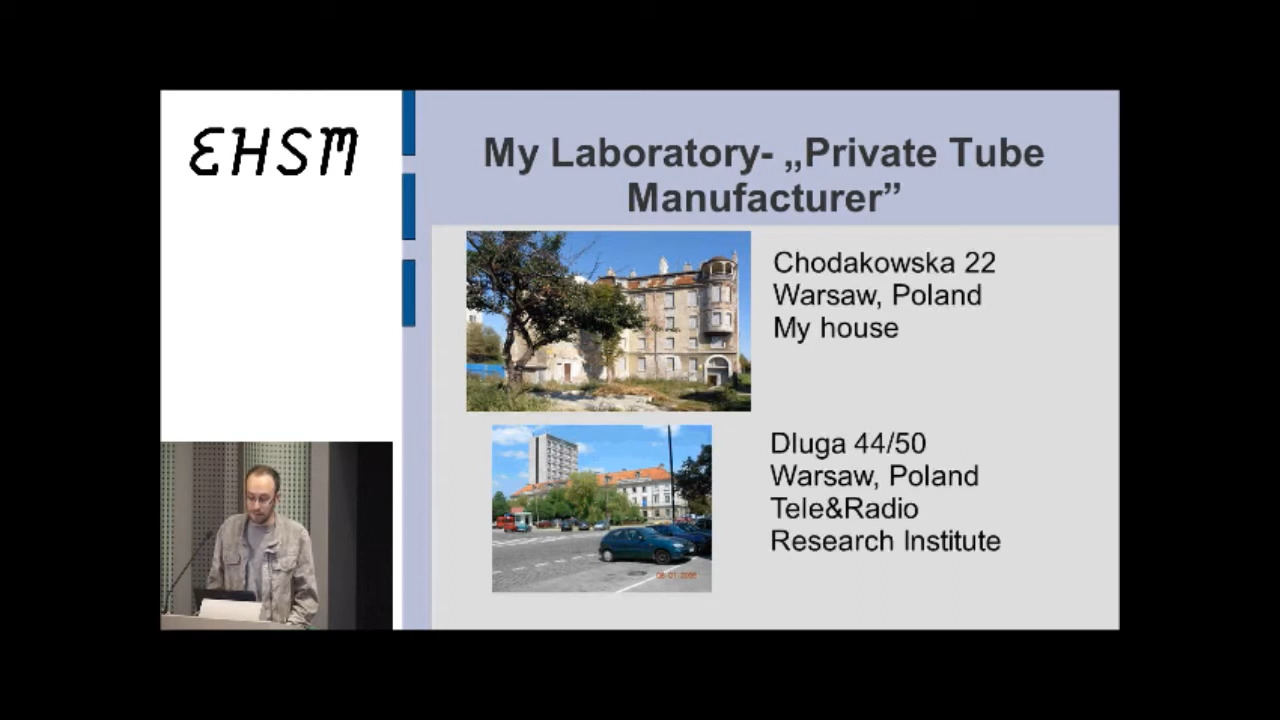 EHSM
My Laboratory- „Private Tube
Manufacturer”
Chodakowska 22
Warsaw, Poland
My house
Dluga 44/50
Warsaw, Poland
Tele&Radio
Research Institute